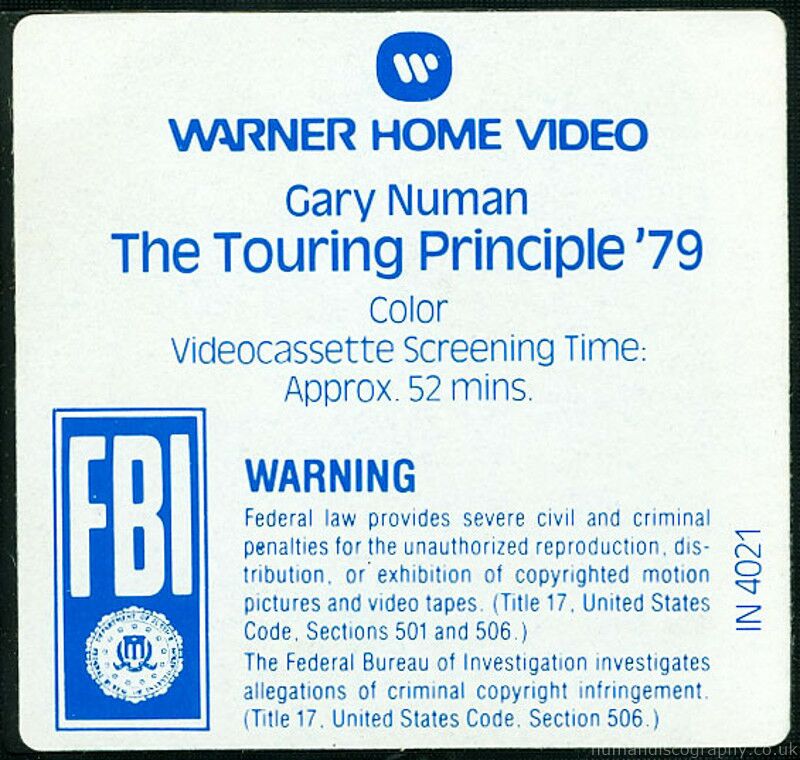 WARNER HOME VIDEO
Gary Numan
The Touring Principle '79
Color
Videocassette Screening Time:
Approx. 52 mins.
FBI
WARNING
Federal law provides severe civil and criminal
penalties for the unauthorized reproduction, dis-
tribution, or exhibition of copyrighted motion
pictures and video tapes. (Title 17, United States
Code, Sections 501 and 506.)
The Federal Bureau of Investigation investigates
allegations of criminal copyright infringement.
(Title 17, United States Code, Section 506.)
IN 4021
numandiscography.co.uk